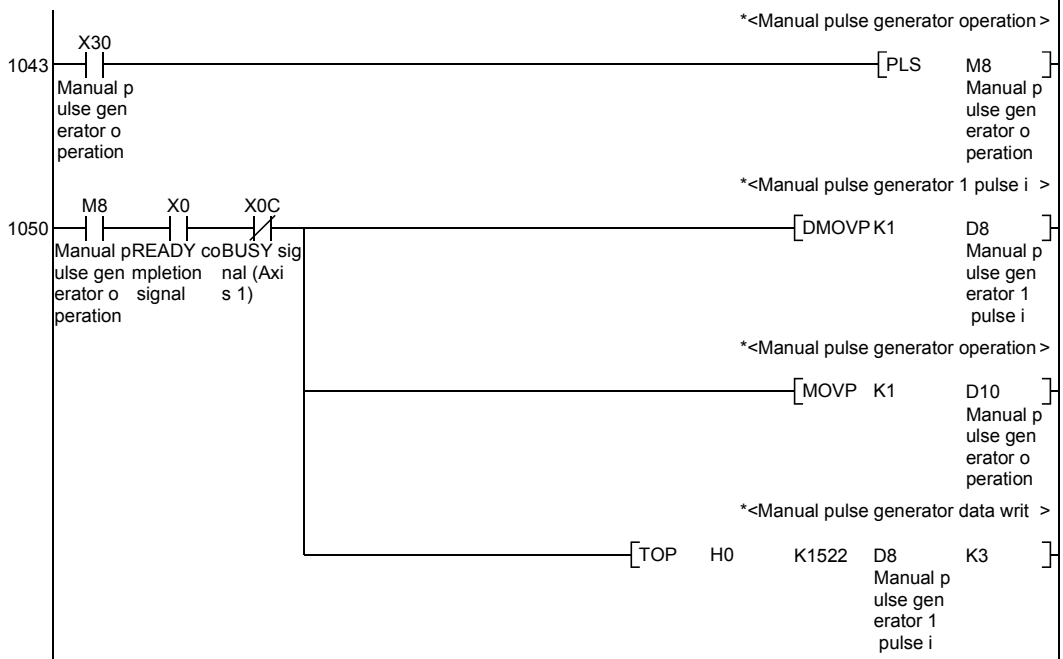 *<Manual pulse generator operation>
X30
1043
PLS M8
Manual p
ulse gen
erator o
peration
Manual p
ulse gen
erator o
peration
*<Manual pulse generator 1 pulse i >
M8 X0 X0C
1050
DMOVP K1 D8
Manual p READY co BUSY sig
ulse gen mpletion nal (Axi
erator o signal s 1)
peration
Manual p
ulse gen
erator 1
pulse i
*<Manual pulse generator operation>
MOVP K1 D10
Manual p
ulse gen
erator o
peration
*<Manual pulse generator data writ >
TOP H0 K1522 D8 K3
Manual p
ulse gen
erator 1
pulse i